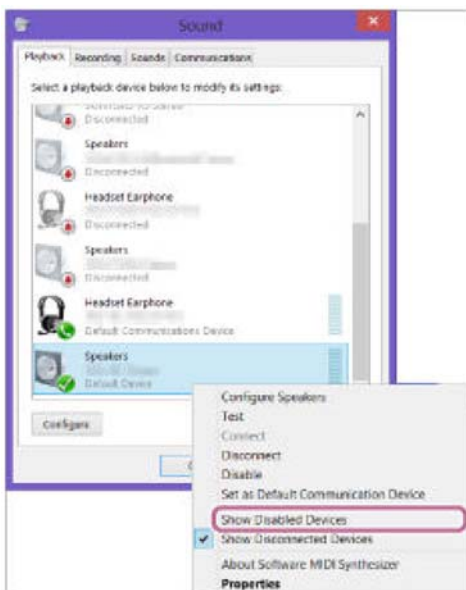 Sound
Playback Recording Sounds Communications
Select a playback device below to modify its settings:
Disconnected
Speakers
Disconnected
Headset Earphone
Disconnected
Speakers
Disconnected
Headset Earphone
Default Communications Device
Speakers
Default Device
Configure
Configure Speakers
Test
Connect
Disconnect
Disable
Set as Default Communication Device
Show Disabled Devices
Show Disconnected Devices
About Software MIDI Synthesizer
Properties